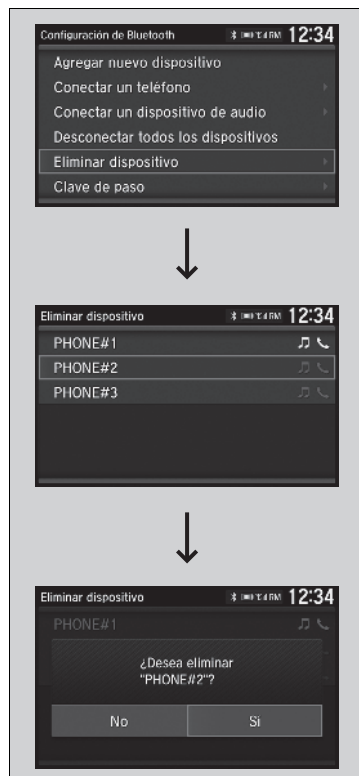 Configuración de Bluetooth 12:34
Agregar nuevo dispositivo
Conectar un teléfono
Conectar un dispositivo de audio
Desconectar todos los dispositivos
Eliminar dispositivo
Clave de paso
Eliminar dispositivo 12:34
PHONE#1
PHONE#2
PHONE#3
Eliminar dispositivo 12:34
PHONE#1
¿Desea eliminar
"PHONE#2"?
No Si